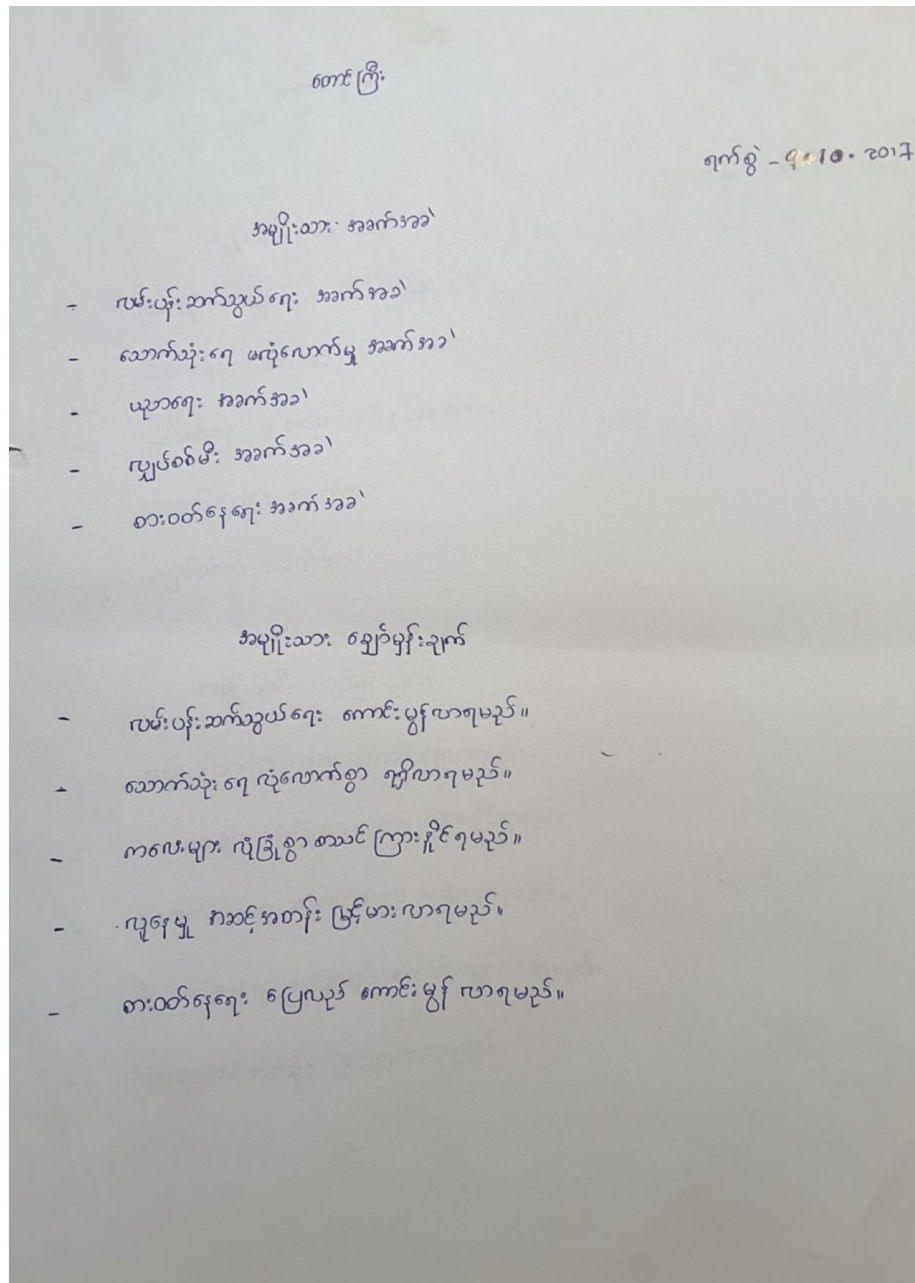 တောင်ကြီး
ရက်စွဲ - 9.10.2017
အမျိုးသား အခက်အခဲ
- လမ်းပန်းဆက်သွယ်ရေး အခက်အခဲ
- သောက်သုံးရေ မလုံလောက်မှု အခက်အခဲ
- ပညာရေး အခက်အခဲ
- လျှပ်စစ်မီး အခက်အခဲ
- စားဝတ်နေရေး အခက်အခဲ
အမျိုးသား မျှော်မှန်းချက်
- လမ်းပန်းဆက်သွယ်ရေး ကောင်းမွန်လာရမည်။
- သောက်သုံးရေ လုံလောက်စွာ ရရှိလာရမည်။
- ကလေးများ လုံခြုံစွာ စာသင်ကြားနိုင်ရမည်။
- လူနေမှု အဆင့်အတန်း မြင့်မားလာရမည်။
- စားဝတ်နေရေး ပြေလည် ကောင်းမွန်လာရမည်။